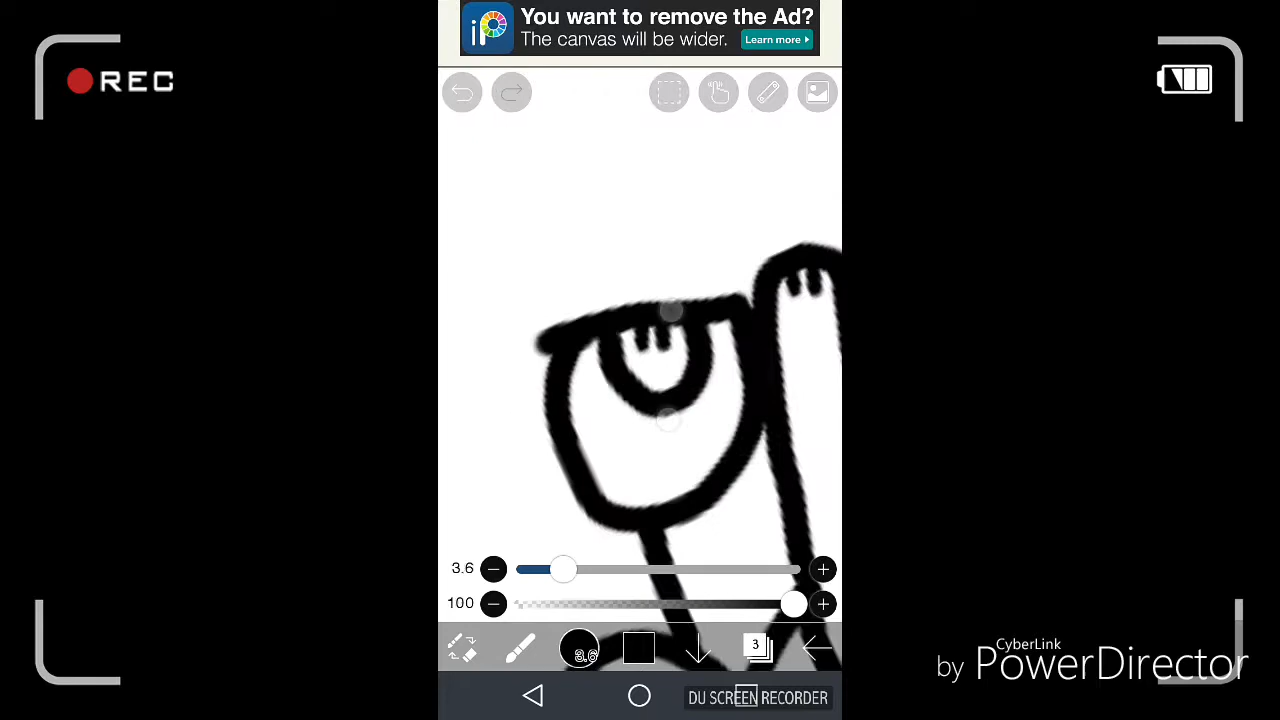 You want to remove the Ad?
The canvas will be wider.
Learn more
iP
REC
3.6
100
3.6
3
DU SCREEN RECORDER
CyberLink
by PowerDirector